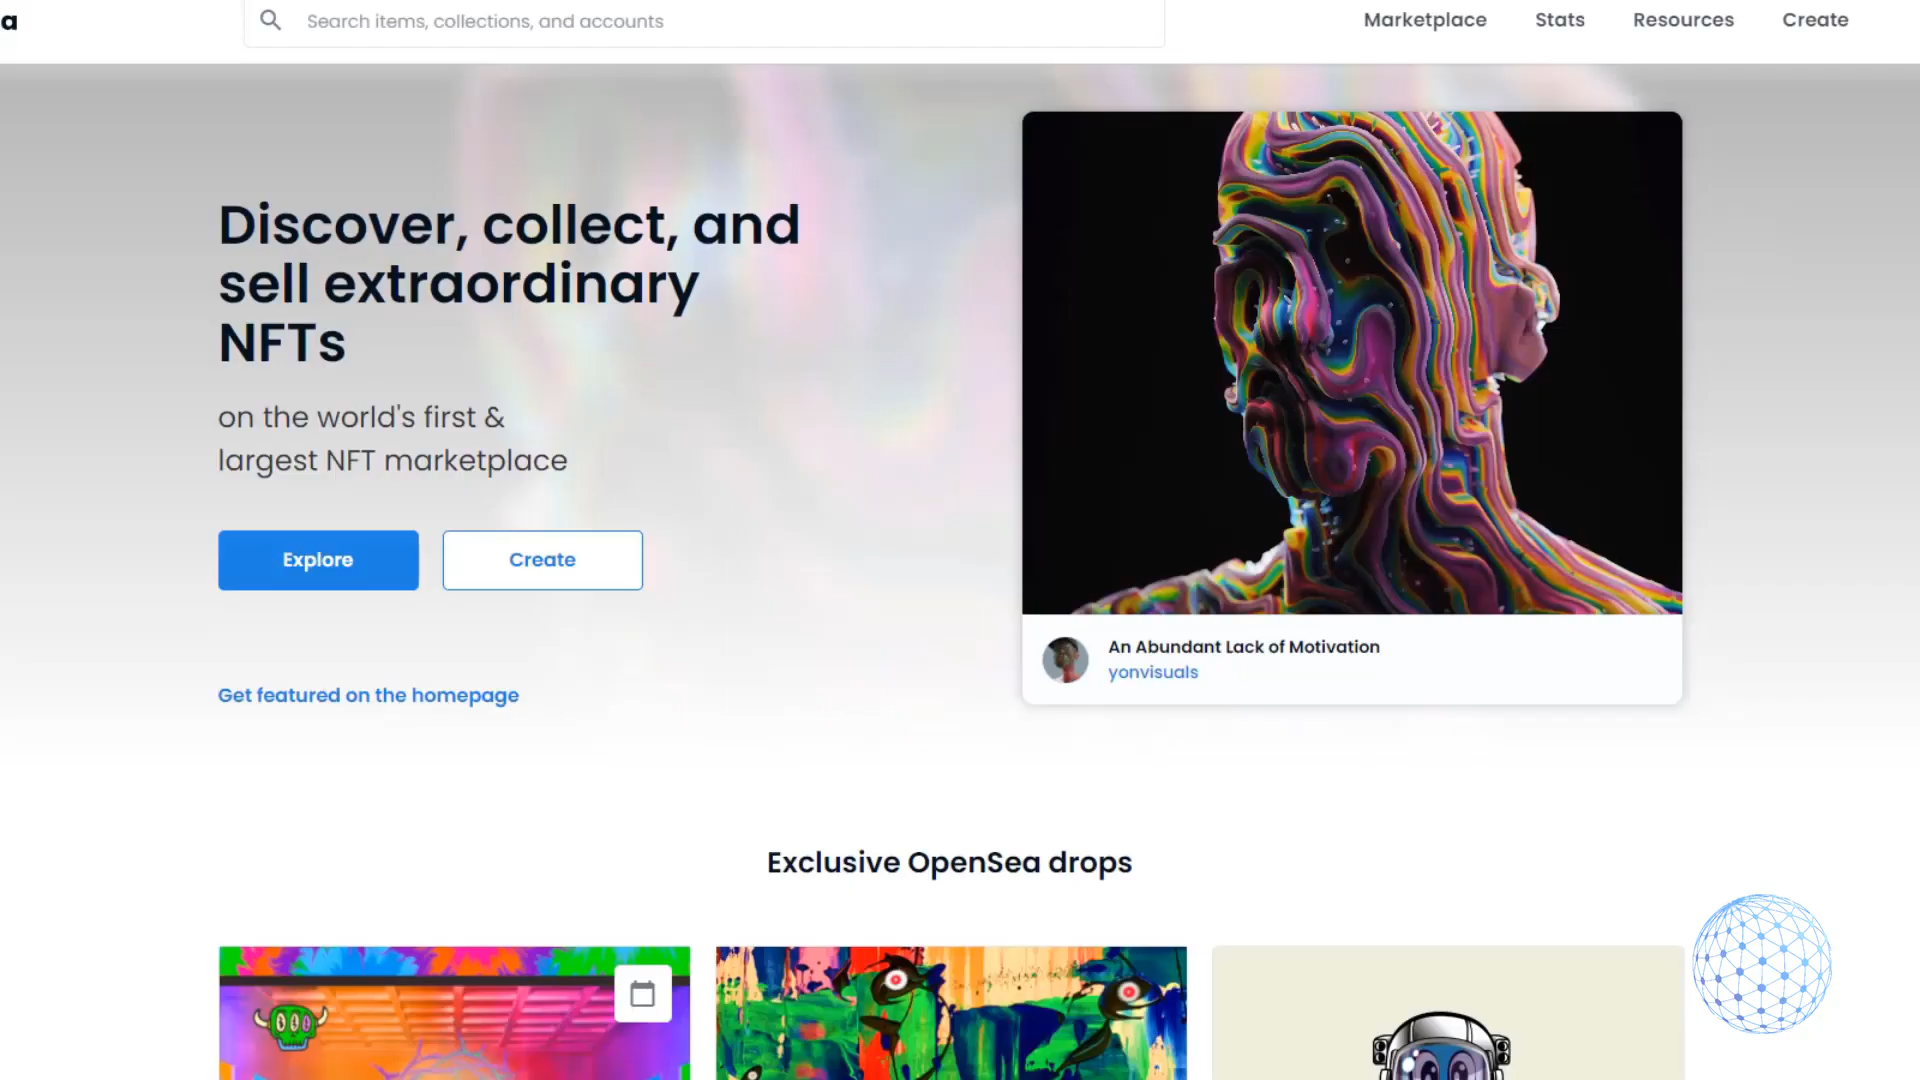 a
Search items, collections, and accounts
Marketplace
Stats
Resources
Create
Discover, collect, and
sell extraordinary
NFTs
on the world's first &
largest NFT marketplace
Explore
Create
Get featured on the homepage
An Abundant Lack of Motivation
yonvisuals
Exclusive OpenSea drops